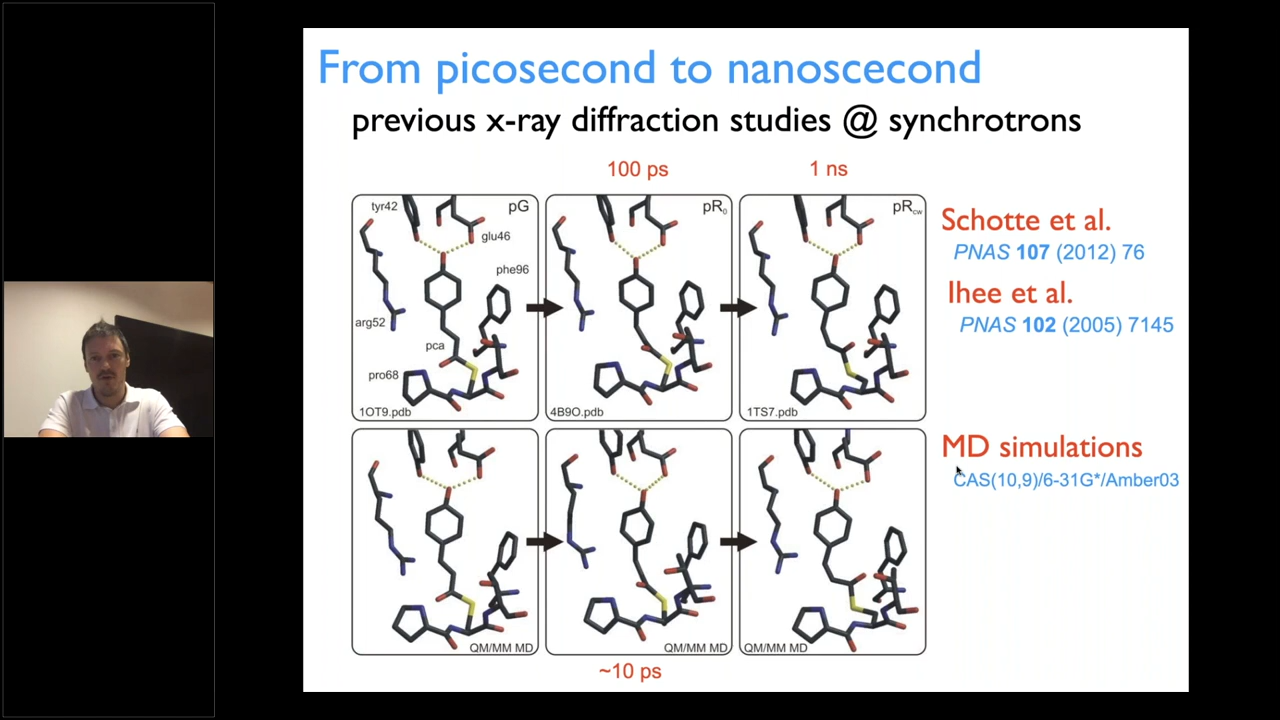 From picosecond to nanoscecond
previous x-ray diffraction studies @ synchrotrons
100 ps
1 ns
tyr42
pG
glu46
phe96
arg52
pca
pro68
1OT9.pdb
pR0
4B9O.pdb
pRcw
1TS7.pdb
Schotte et al.
PNAS 107 (2012) 76
Ihee et al.
PNAS 102 (2005) 7145
MD simulations
CAS(10,9)/6-31G*/Amber03
QM/MM MD
QM/MM MD
QM/MM MD
~10 ps